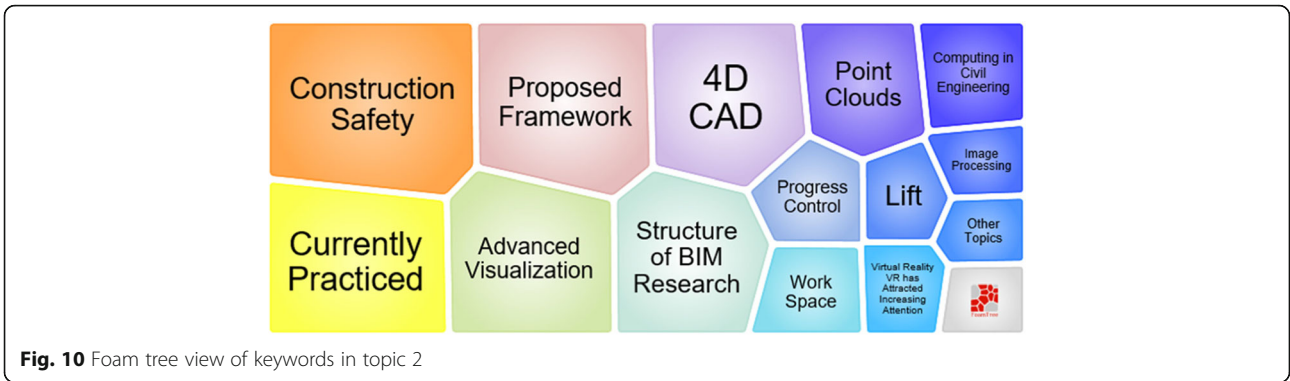 Construction
Safety
Proposed
Framework
4D
CAD
Point
Clouds
Computing in
Civil
Engineering
Image
Processing
Progress
Control
Lift
Currently
Practiced
Advanced
Visualization
Structure
of BIM
Research
Other
Topics
Work
Space
Virtual Reality
VR has
Attracted
Increasing
Attention
FoamTree
Fig. 10 Foam tree view of keywords in topic 2